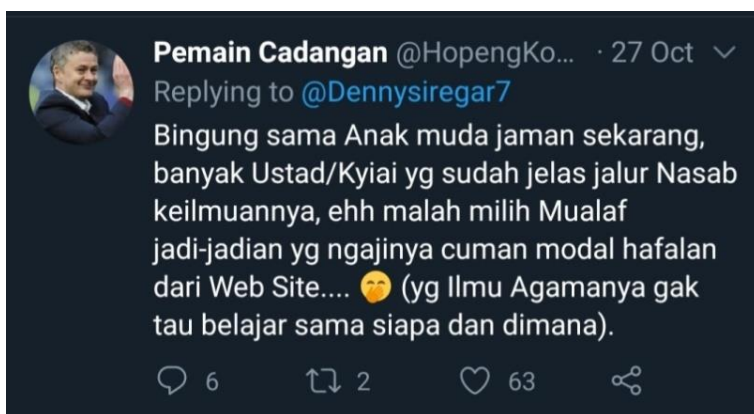 Pemain Cadangan @HopengKo... · 27 Oct
Replying to @Dennysiregar7
Bingung sama Anak muda jaman sekarang,
banyak Ustad/Kyiai yg sudah jelas jalur Nasab
keilmuannya, ehh malah milih Mualaf
jadi-jadian yg ngajinya cuman modal hafalan
dari Web Site.... 🤭 (yg Ilmu Agamanya gak
tau belajar sama siapa dan dimana).
6 2 63